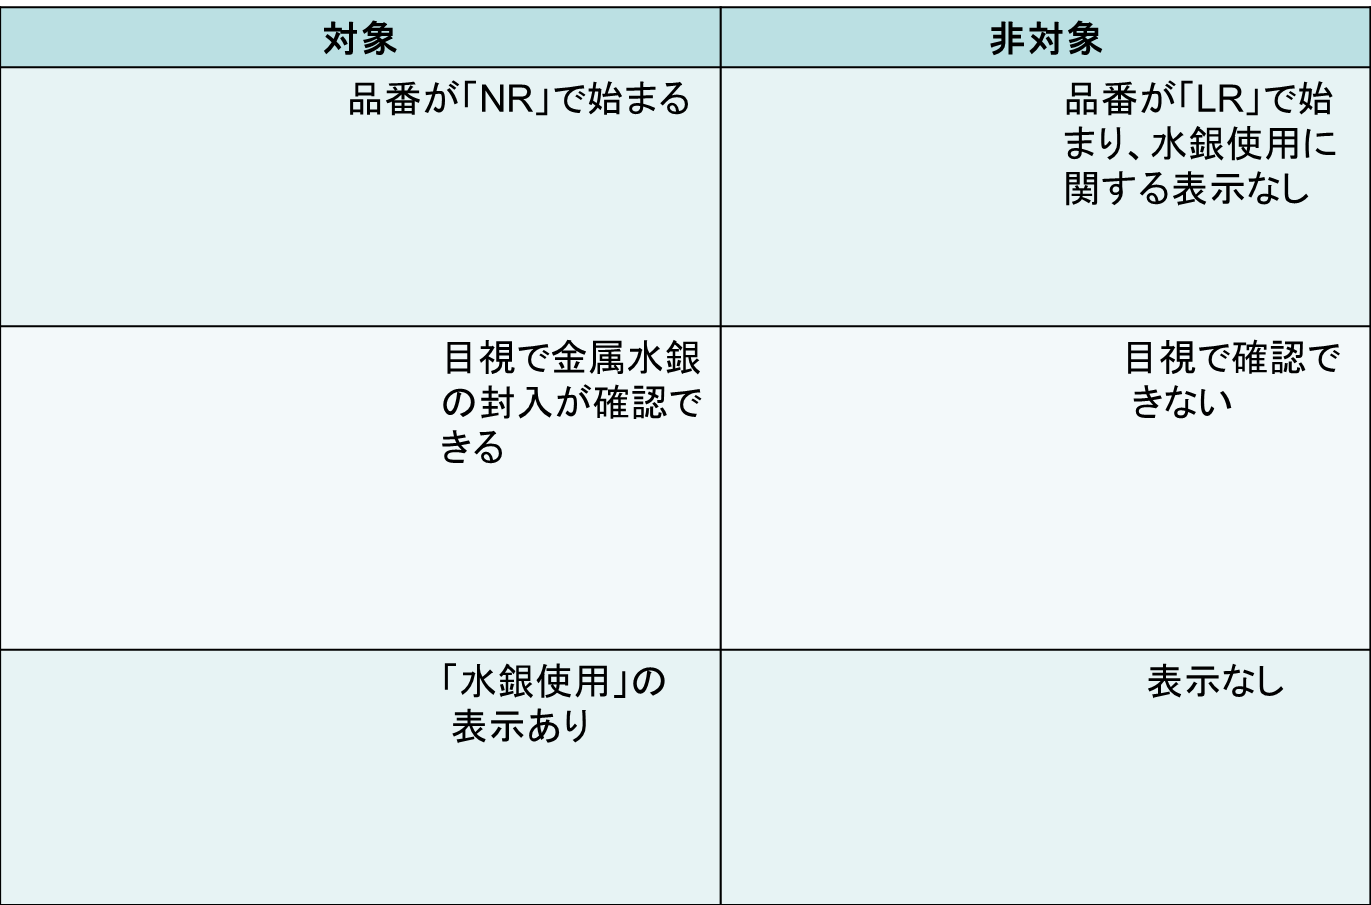 対象
非対象
品番が「NR」で始まる
品番が「LR」で始
まり、水銀使用に
関する表示なし
目視で金属水銀
の封入が確認で
きる
目視で確認で
きない
「水銀使用」の
表示あり
表示なし